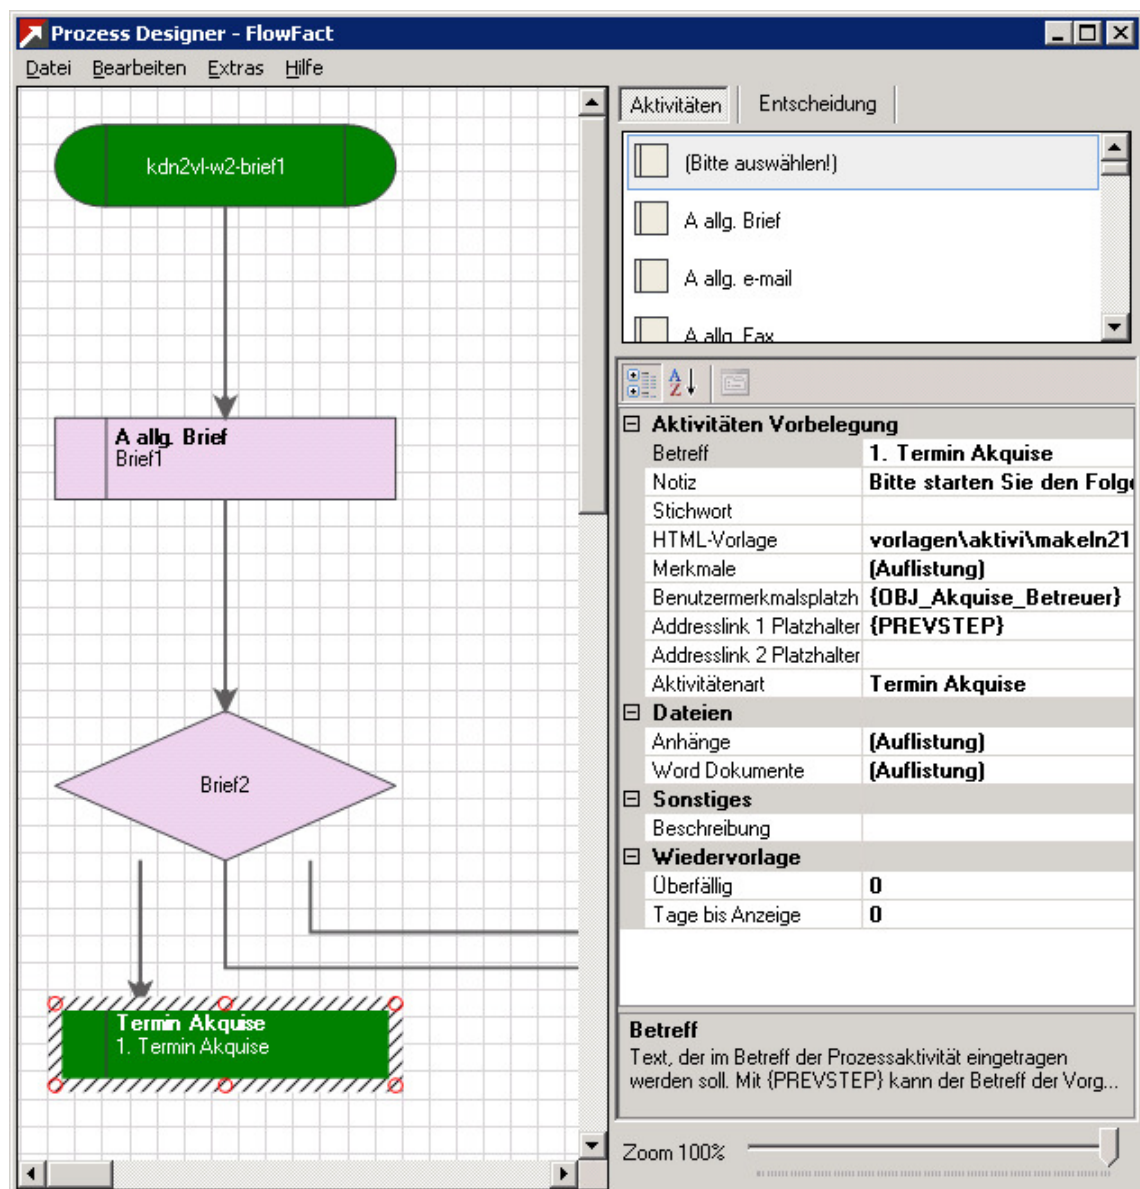 Prozess Designer - FlowFact
Datei Bearbeiten Extras Hilfe
kdn2vl-w2-brief1
A allg. Brief
Brief1
Brief2
Termin Akquise
1. Termin Akquise
Aktivitäten Entscheidung
(Bitte auswählen!)
A allg. Brief
A allg. e-mail
A allg. Fax
Aktivitäten Vorbelegung
Betreff 1. Termin Akquise
Notiz Bitte starten Sie den Folge
Stichwort
HTML-Vorlage vorlagen\aktivi\makeln21
Merkmale (Auflistung)
Benutzermerkmalsplatzh {OBJ_Akquise_Betreuer}
Addresslink 1 Platzhalter {PREVSTEP}
Addresslink 2 Platzhalter
Aktivitätenart Termin Akquise
Dateien
Anhänge (Auflistung)
Word Dokumente (Auflistung)
Sonstiges
Beschreibung
Wiedervorlage
Überfällig 0
Tage bis Anzeige 0
Betreff
Text, der im Betreff der Prozessaktivität eingetragen
werden soll. Mit {PREVSTEP} kann der Betreff der Vorg...
Zoom 100%